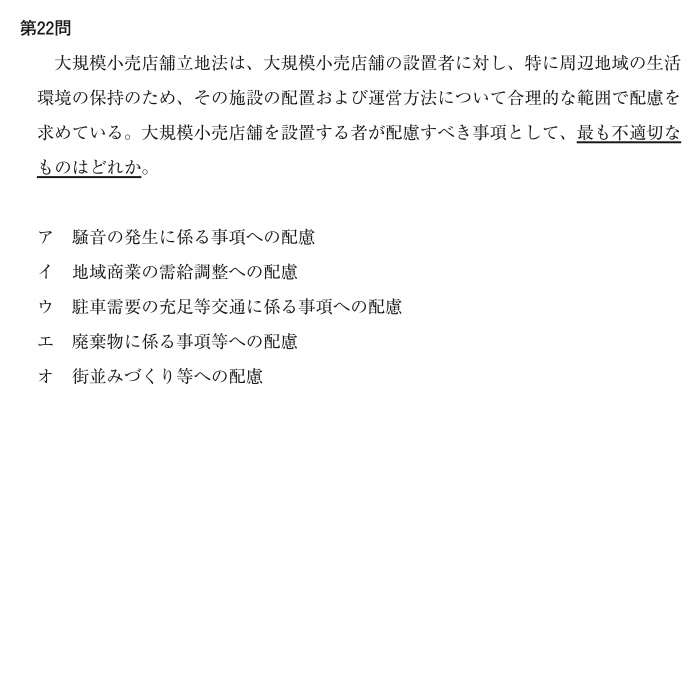 第22問
大規模小売店舗立地法は、大規模小売店舗の設置者に対し、特に周辺地域の生活
環境の保持のため、その施設の配置および運営方法について合理的な範囲で配慮を
求めている。大規模小売店舗を設置する者が配慮すべき事項として、最も不適切な
ものはどれか。
ア 騒音の発生に係る事項への配慮
イ 地域商業の需給調整への配慮
ウ 駐車需要の充足等交通に係る事項への配慮
エ 廃棄物に係る事項等への配慮
オ 街並みづくり等への配慮